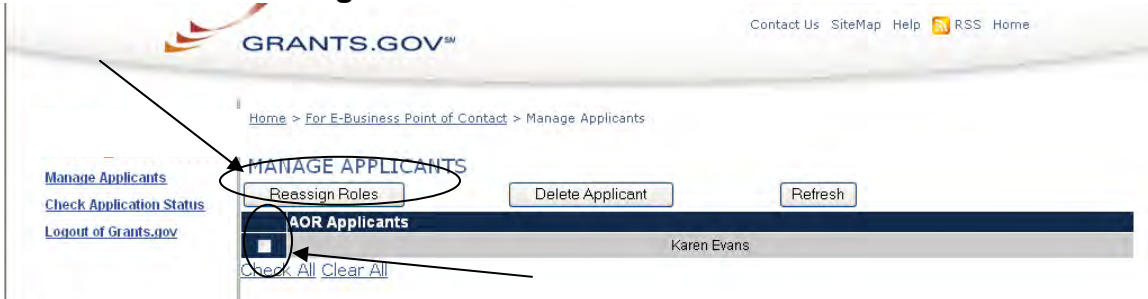 Contact Us SiteMap Help RSS Home
GRANTS.GOV℠
Home > For E-Business Point of Contact > Manage Applicants
MANAGE APPLICANTS
Manage Applicants
Check Application Status
Logout of Grants.gov
Reassign Roles Delete Applicant Refresh
AOR Applicants
Karen Evans
Check All Clear All